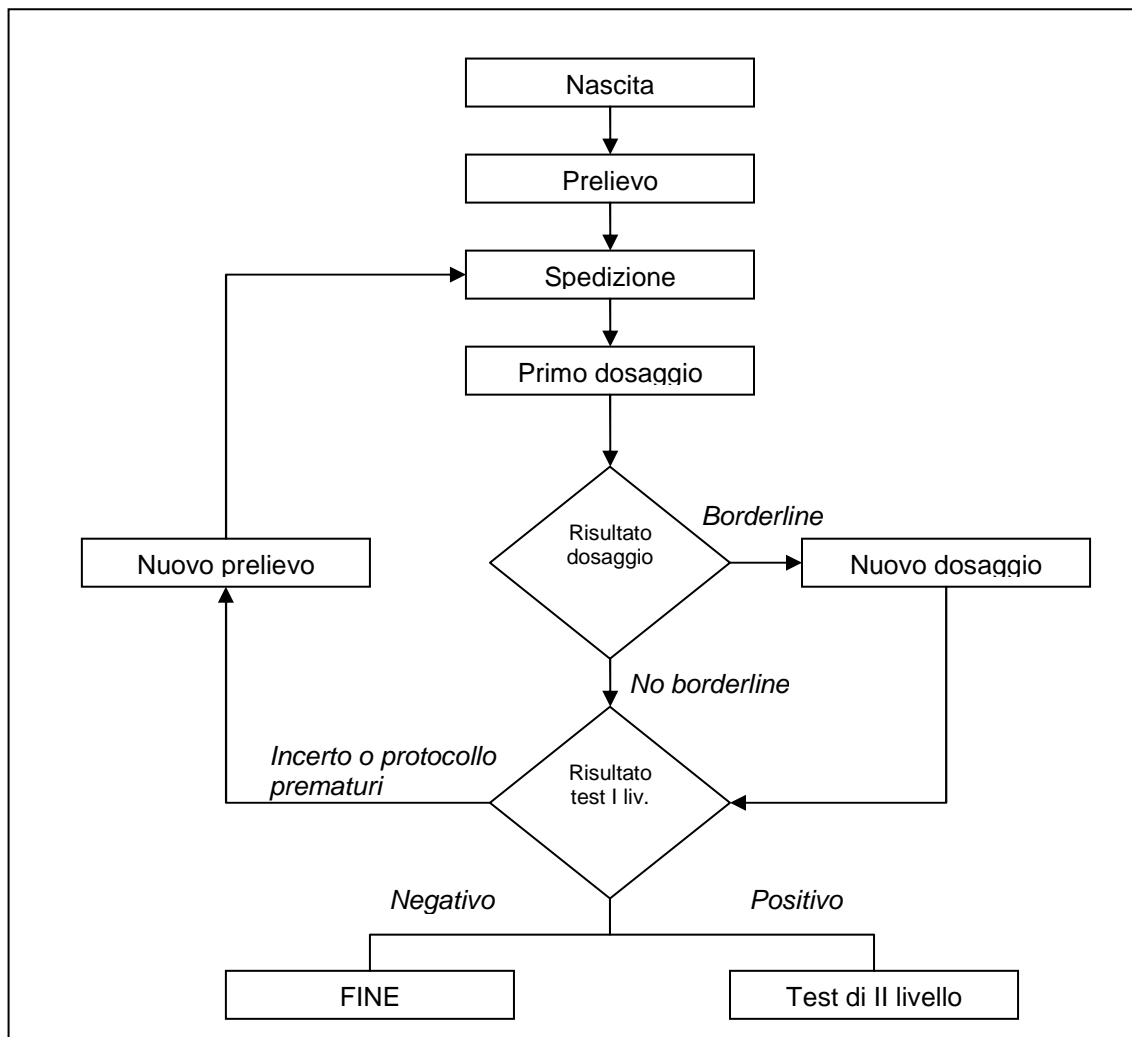 Nascita
Prelievo
Spedizione
Primo dosaggio
Risultato
dosaggio
Borderline
Nuovo prelievo
Nuovo dosaggio
No borderline
Incerto o protocollo
prematuri
Risultato
test I liv.
Negativo
Positivo
FINE
Test di II livello